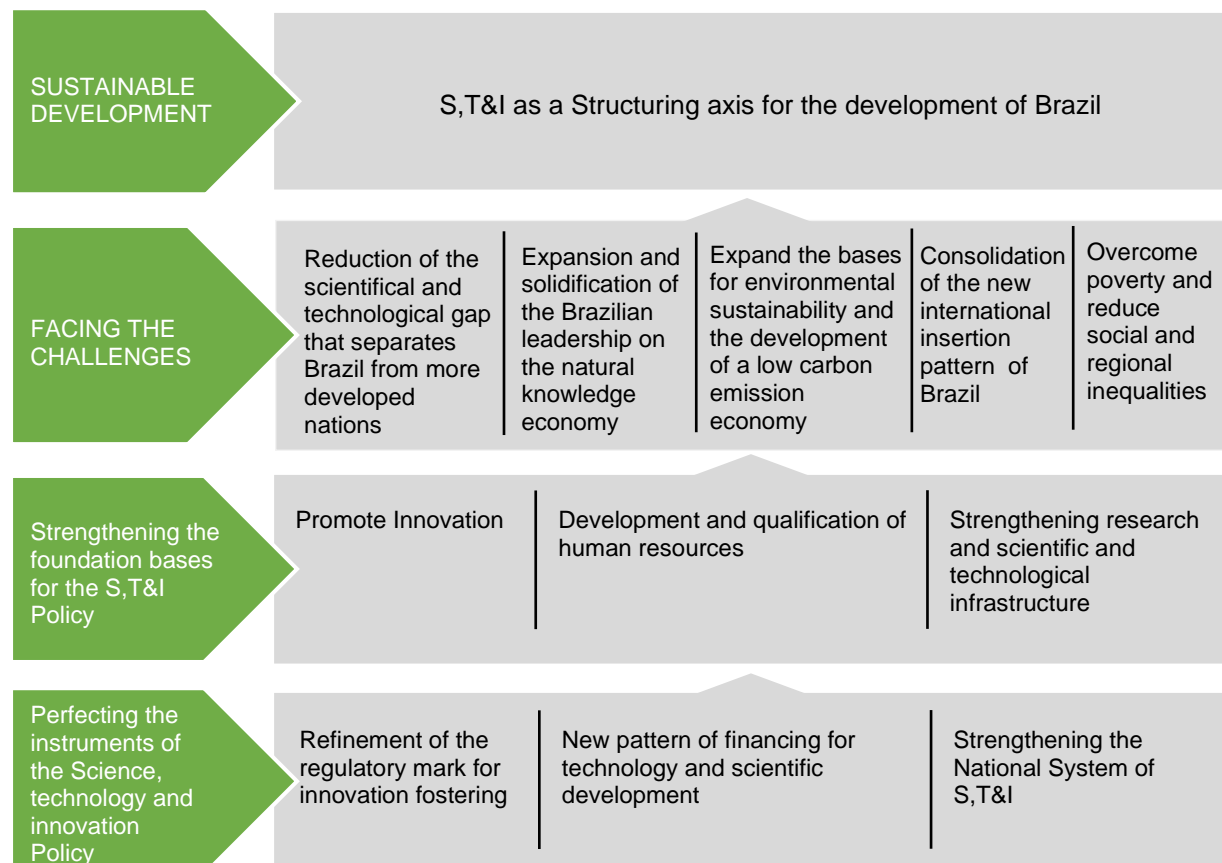 SUSTAINABLE
DEVELOPMENT
S,T&I as a Structuring axis for the development of Brazil
FACING THE
CHALLENGES
Reduction of the
scientifical and
technological gap
that separates
Brazil from more
developed
nations
Expansion and
solidification of
the Brazilian
leadership on
the natural
knowledge
economy
Expand the bases
for environmental
sustainability and
the development
of a low carbon
emission
economy
Consolidation
of the new
international
insertion
pattern of
Brazil
Overcome
poverty and
reduce
social and
regional
inequalities
Strengthening the
foundation bases
for the S,T&I
Policy
Promote Innovation
Development and qualification of
human resources
Strengthening research
and scientific and
technological
infrastructure
Perfecting the
instruments of
the Science,
technology and
innovation
Policy
Refinement of the
regulatory mark for
innovation fostering
New pattern of financing for
technology and scientific
development
Strengthening the
National System of
S,T&I